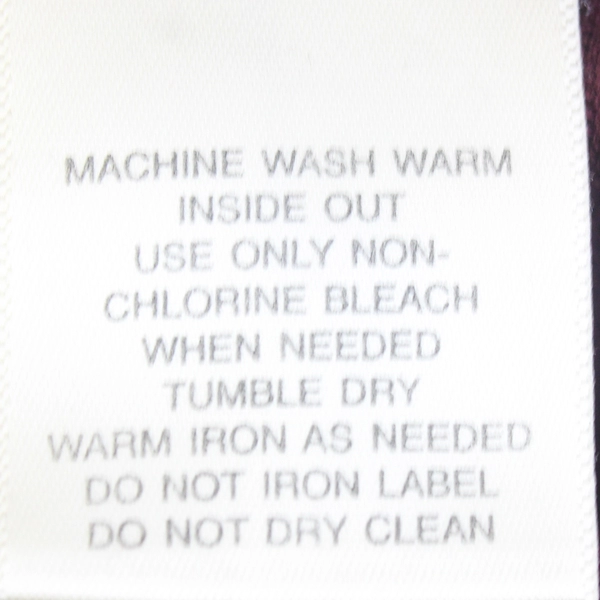 MACHINE WASH WARM
INSIDE OUT
USE ONLY NON-
CHLORINE BLEACH
WHEN NEEDED
TUMBLE DRY
WARM IRON AS NEEDED
DO NOT IRON LABEL
DO NOT DRY CLEAN